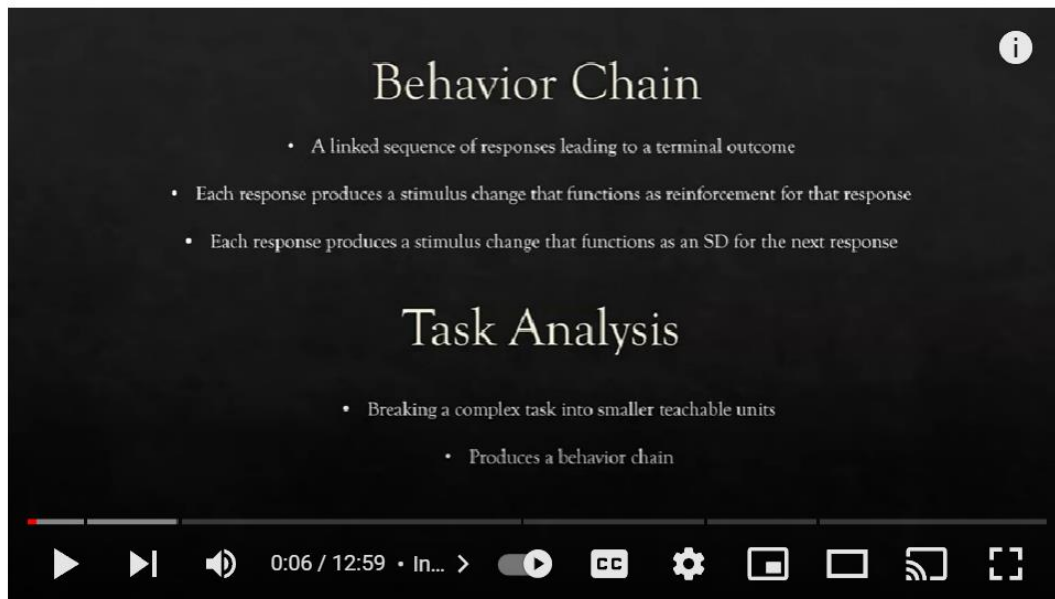 i
Behavior Chain
• A linked sequence of responses leading to a terminal outcome
• Each response produces a stimulus change that functions as reinforcement for that response
• Each response produces a stimulus change that functions as an SD for the next response
Task Analysis
• Breaking a complex task into smaller teachable units
• Produces a behavior chain
0:06 / 12:59 • In... > CC